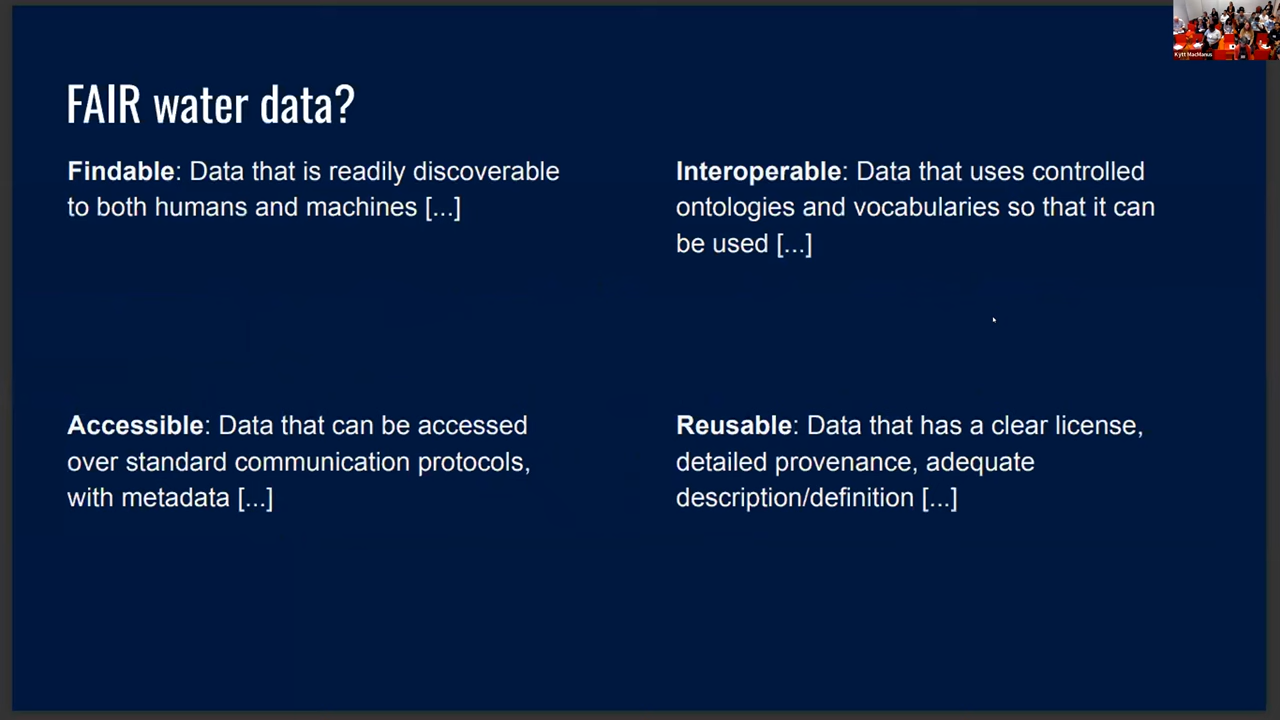 FAIR water data?
Findable: Data that is readily discoverable
to both humans and machines [...]
Interoperable: Data that uses controlled
ontologies and vocabularies so that it can
be used [...]
Accessible: Data that can be accessed
over standard communication protocols,
with metadata [...]
Reusable: Data that has a clear license,
detailed provenance, adequate
description/definition [...]
Kytt MacManus